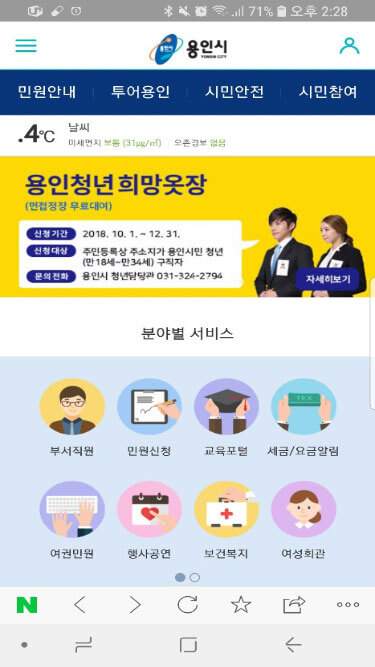 71% 오후 2:28
용인시
YONGIN CITY
민원안내 투어용인 시민안전 시민참여
.4℃
날씨
미세먼지 보통 (31㎍/㎥) 오존경보 없음
용인청년 희망옷장
(면접정장 무료대여)
신청기간 2018. 10. 1. ~ 12. 31.
신청대상 주민등록상 주소지가 용인시민 청년
(만18세~만34세) 구직자
문의전화 용인시 청년담당관 031-324-2794
자세히보기
분야별 서비스
TEX
부서직원 민원신청 교육포털 세금/요금알림
여권민원 행사공연 보건복지 여성회관
N